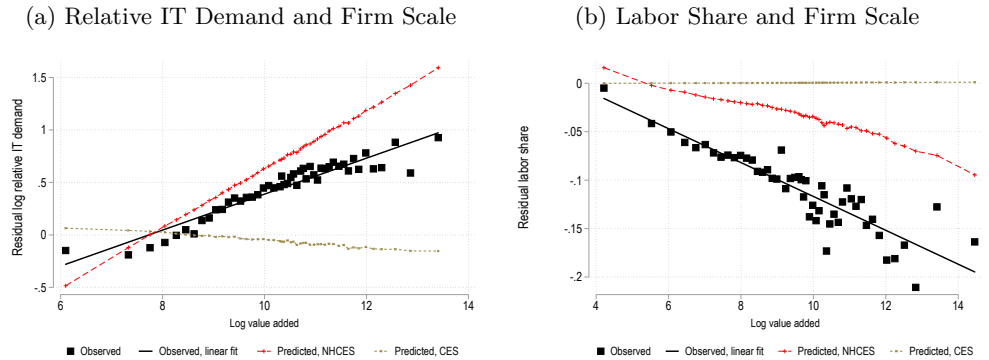 (a) Relative IT Demand and Firm Scale
Residual log relative IT demand
1.5
1
.5
0
-.5
6
8
10
12
14
Log value added
Observed
Observed, linear fit
Predicted, NHCES
Predicted, CES
(b) Labor Share and Firm Scale
Residual labor share
0
-.05
-.1
-.15
-.2
4
6
8
10
12
14
Log value added
Observed
Observed, linear fit
Predicted, NHCES
Predicted, CES